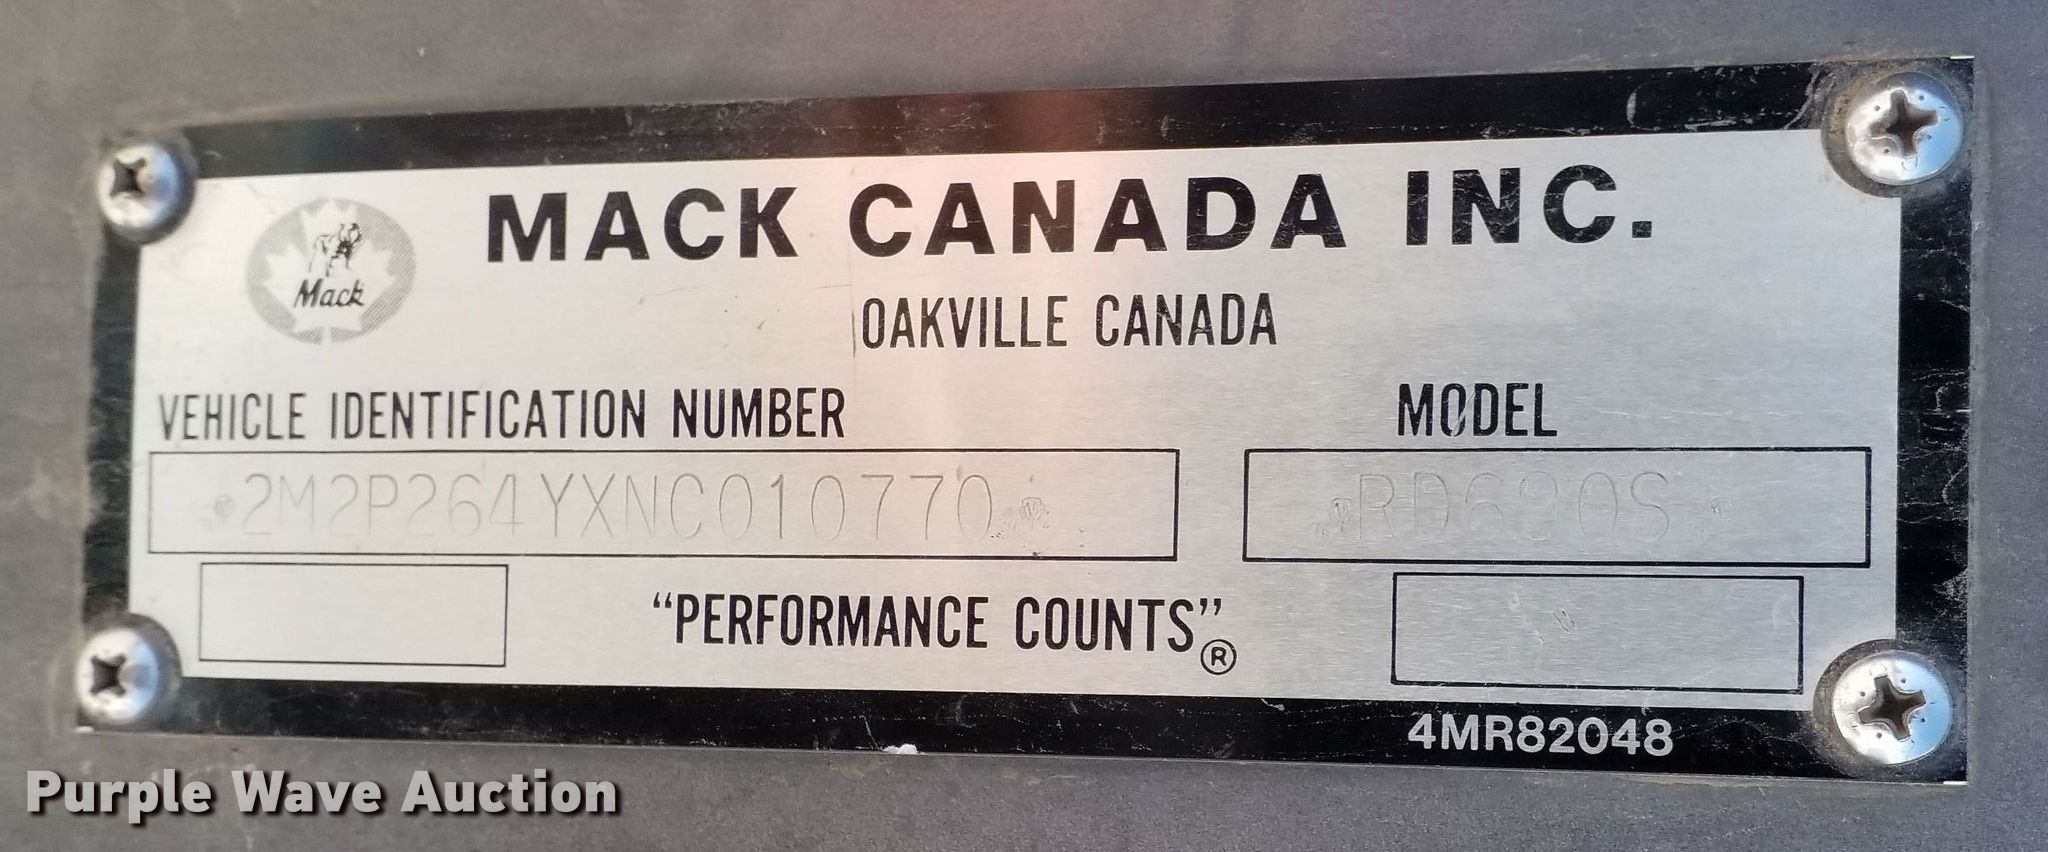 MACK CANADA INC.
Mack
OAKVILLE CANADA
VEHICLE IDENTIFICATION NUMBER
MODEL
2M2P264YXNC010770
RD690S
"PERFORMANCE COUNTS"®
4MR82048
Purple Wave Auction